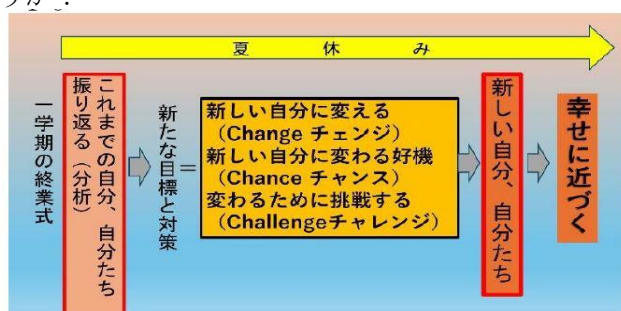 夏休み
一学期の終業式
これまでの自分、自分たち
振り返る（分析）
新たな目標と対策
＝
新しい自分に変える
（Change チェンジ）
新しい自分に変わる好機
（Chance チャンス）
変わるために挑戦する
（Challengeチャレンジ）
新しい自分、自分たち
幸せに近づく